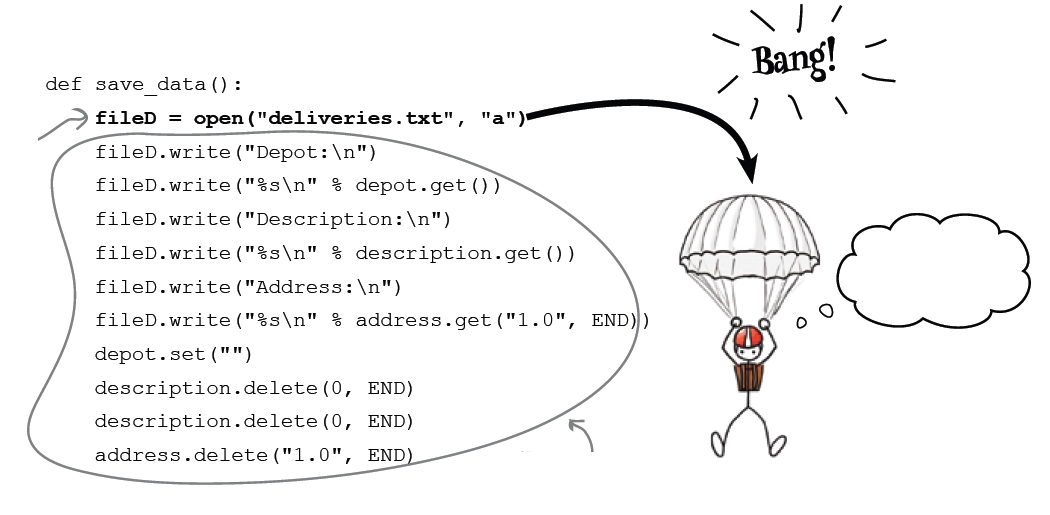 Bang!
def save_data():
fileD = open("deliveries.txt", "a")
fileD.write("Depot:\n")
fileD.write("%s\n" % depot.get())
fileD.write("Description:\n")
fileD.write("%s\n" % description.get())
fileD.write("Address:\n")
fileD.write("%s\n" % address.get("1.0", END))
depot.set("")
description.delete(0, END)
description.delete(0, END)
address.delete("1.0", END)